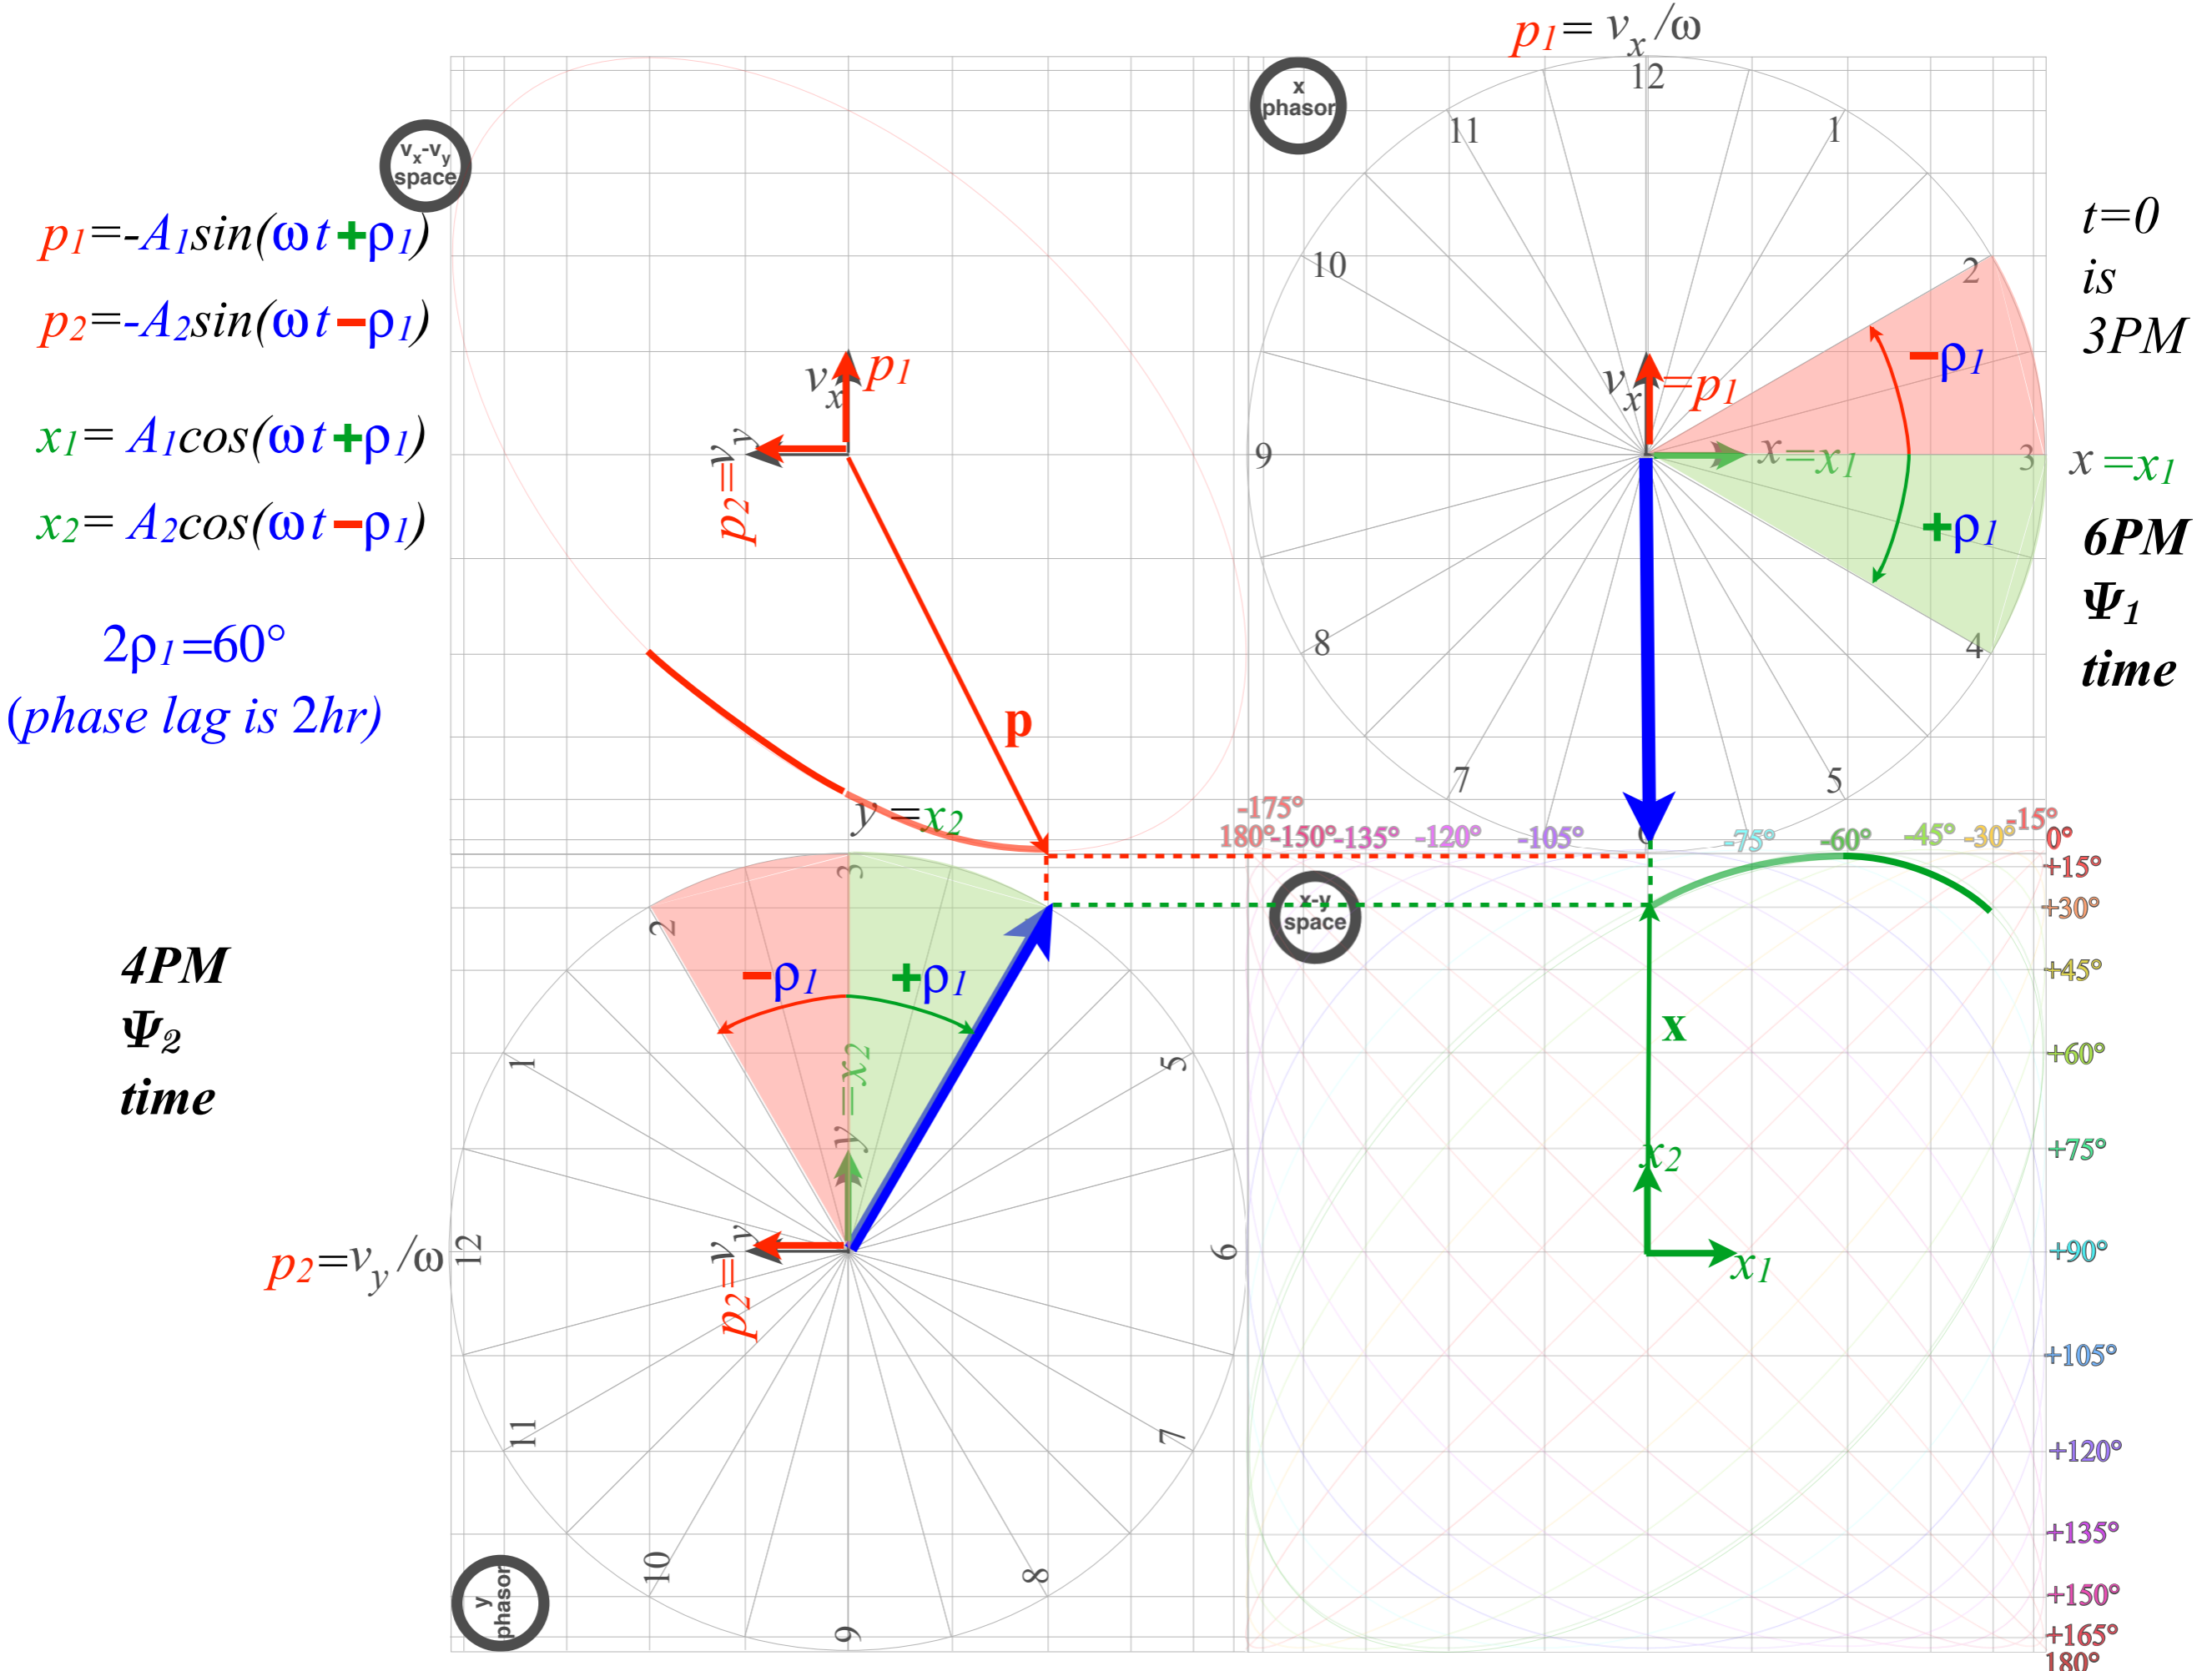 p1 = vx/ω
12
x phasor
11
1
10
2
9
3
8
4
7
5
6
vx-vy
space
p1=-A1sin(ωt+ρ1)
p2=-A2sin(ωt-ρ1)
x1= A1cos(ωt+ρ1)
x2= A2cos(ωt-ρ1)
2ρ1=60°
(phase lag is 2hr)
vx p1
p2=vy
p
vx=p1
x=x1
-ρ1
+ρ1
t=0
is
3PM
x=x1
6PM
Ψ1
time
y=x2
-175°
180° -150° -135° -120° -105° -75° -60° -45° -30° -15° 0°
+15°
+30°
+45°
+60°
+75°
+90°
+105°
+120°
+135°
+150°
+165°
180°
x-y
space
x
x2
x1
4PM
Ψ2
time
-ρ1 +ρ1
y=x2
p2=vy
p2=vy/ω
12
1
2
3
5
6
7
8
9
10
11
y
phasor